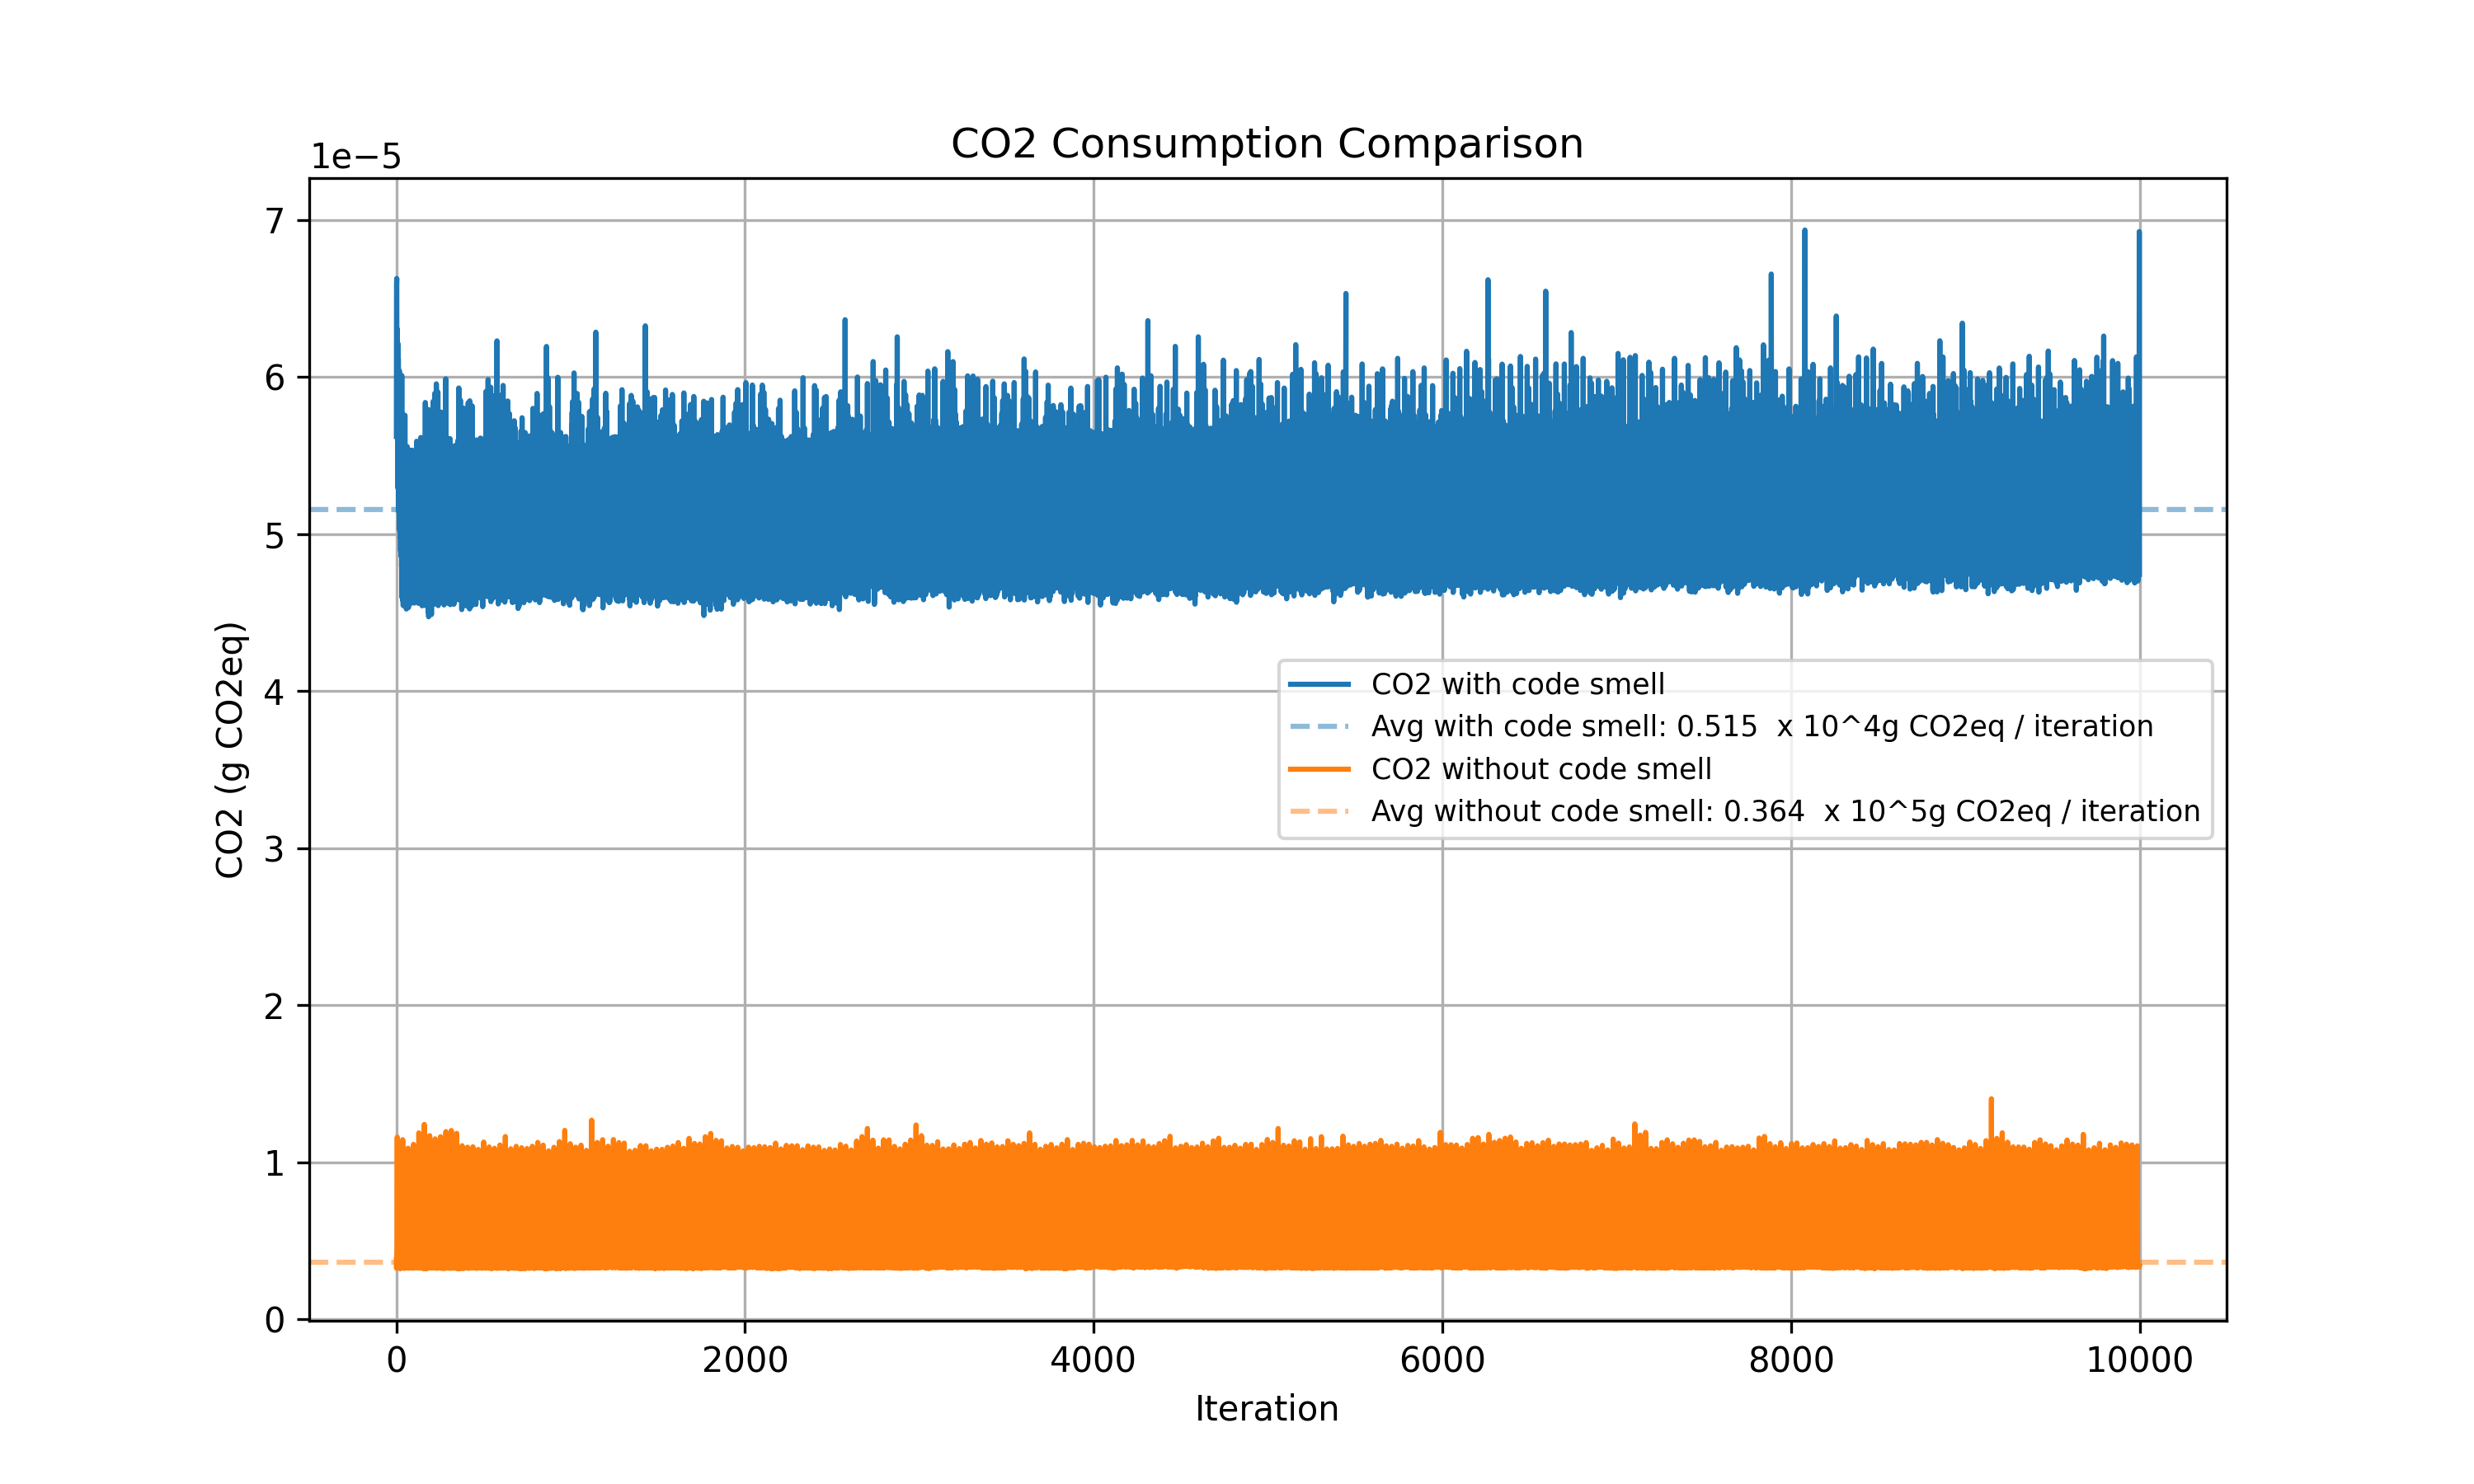 CO2 Consumption Comparison
1e−5
7
6
5
4
3
2
1
0
CO2 (g CO2eq)
CO2 with code smell
Avg with code smell: 0.515  x 10^4g CO2eq / iteration
CO2 without code smell
Avg without code smell: 0.364  x 10^5g CO2eq / iteration
0 2000 4000 6000 8000 10000
Iteration